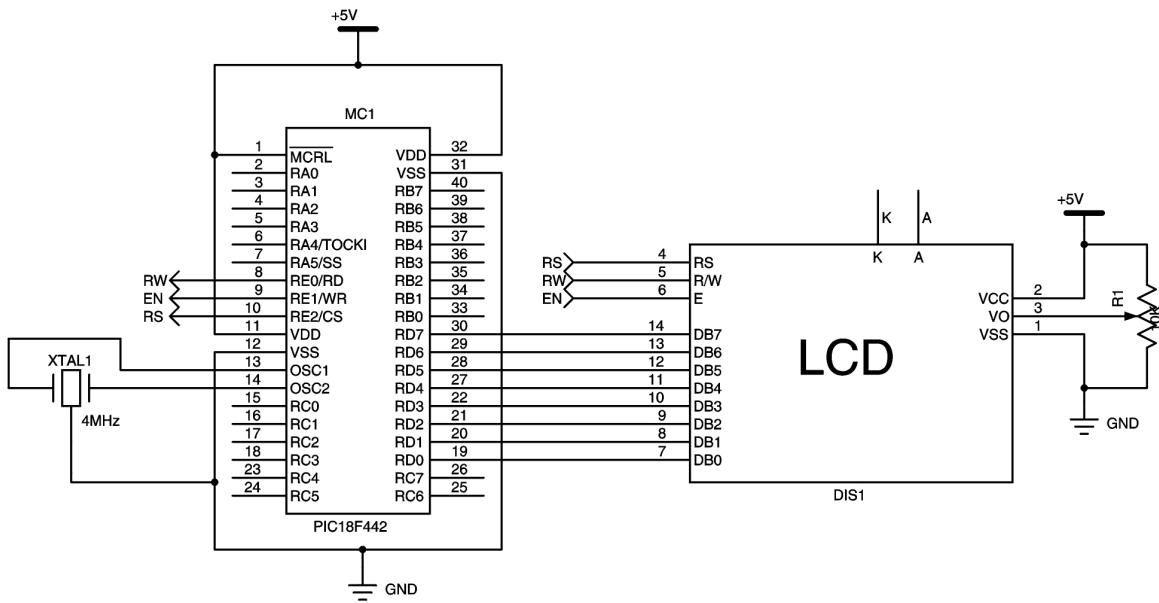 +5V
MC1
1 MCRL VDD 32
2 RA0 VSS 31
3 RA1 RB7 40
4 RA2 RB6 39
5 RA3 RB5 38
6 RA4/TOCKI RB4 37
7 RA5/SS RB3 36
RW 8 RE0/RD RB2 35
EN 9 RE1/WR RB1 34
RS 10 RE2/CS RB0 33
11 VDD RD7 30
12 VSS RD6 29
13 OSC1 RD5 28
14 OSC2 RD4 27
15 RC0 RD3 22
16 RC1 RD2 21
17 RC2 RD1 20
18 RC3 RD0 19
23 RC4 RC7 26
24 RC5 RC6 25
PIC18F442
GND
XTAL1
4MHz
K A
K A
RS 4 RS
RW 5 R/W
EN 6 E
14 DB7
13 DB6
12 DB5
11 DB4
10 DB3
9 DB2
8 DB1
7 DB0
LCD
VCC 2
VO 3
VSS 1
DIS1
+5V
R1
10K
GND